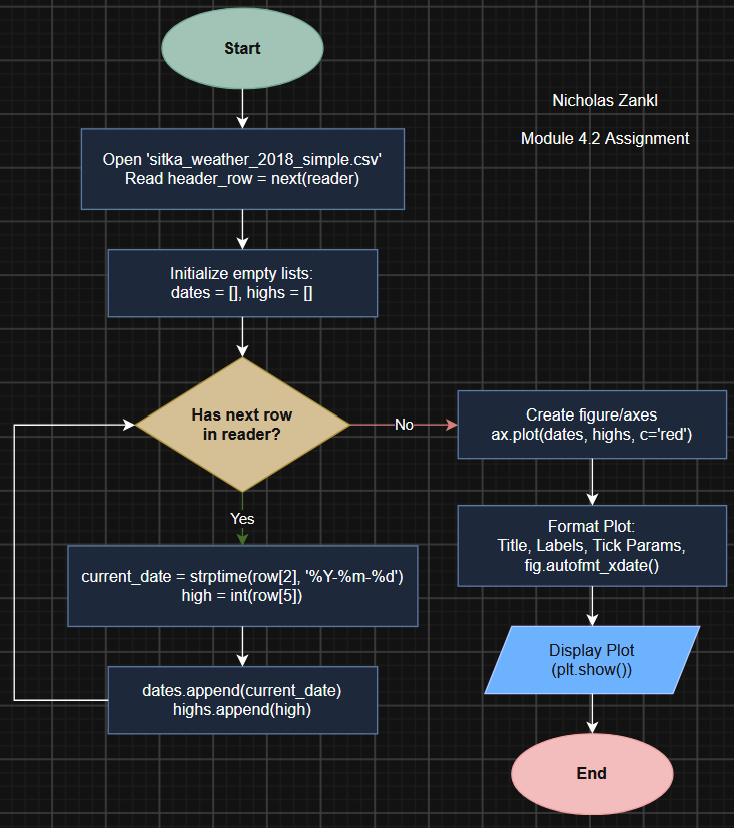 Start
Nicholas Zankl
Module 4.2 Assignment
Open 'sitka_weather_2018_simple.csv'
Read header_row = next(reader)
Initialize empty lists:
dates = [], highs = []
Has next row
in reader?
No
Yes
current_date = strptime(row[2], '%Y-%m-%d')
high = int(row[5])
dates.append(current_date)
highs.append(high)
Create figure/axes
ax.plot(dates, highs, c='red')
Format Plot:
Title, Labels, Tick Params,
fig.autofmt_xdate()
Display Plot
(plt.show())
End